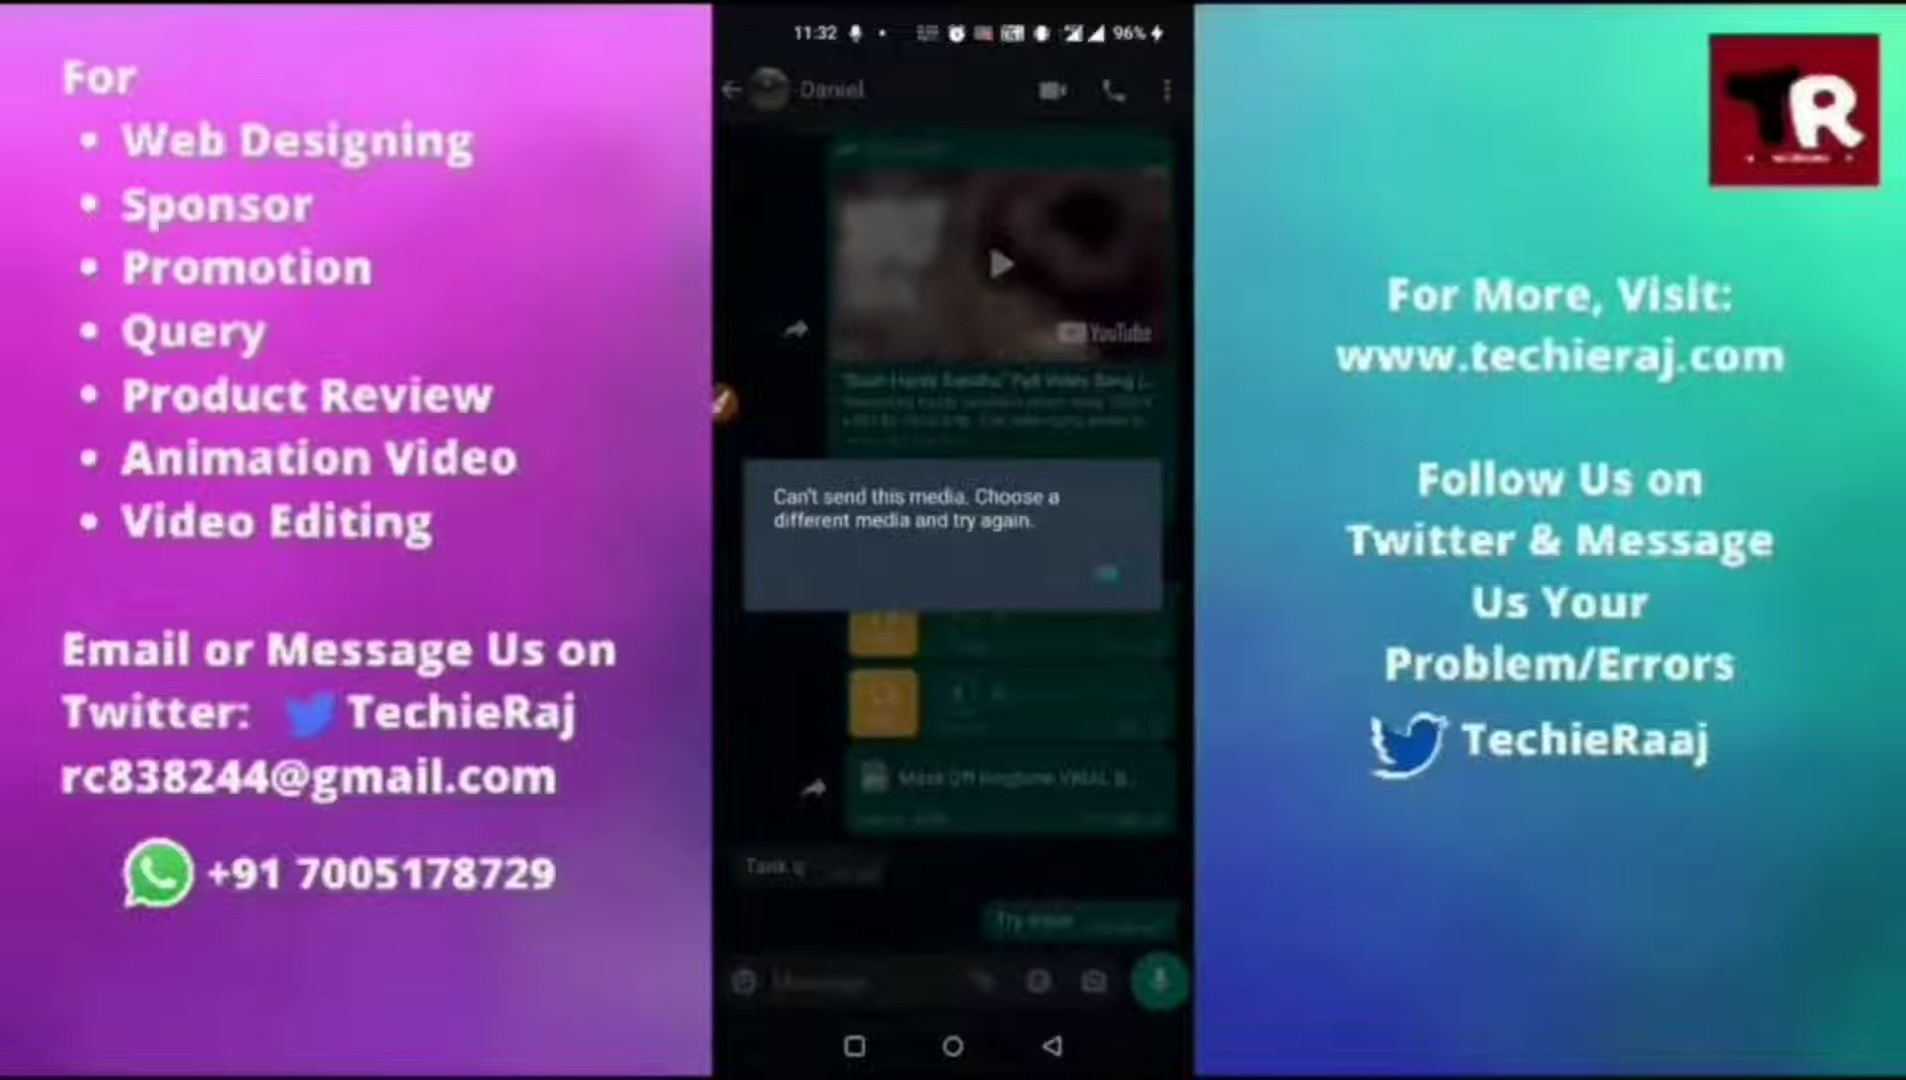 For
• Web Designing
• Sponsor
• Promotion
• Query
• Product Review
• Animation Video
• Video Editing
Email or Message Us on
Twitter: TechieRaj
rc838244@gmail.com
+91 7005178729
11:32
96%
Daniel
YouTube
Can't send this media. Choose a
different media and try again.
Message
TR
For More, Visit:
www.techieraj.com
Follow Us on
Twitter & Message
Us Your
Problem/Errors
TechieRaaj